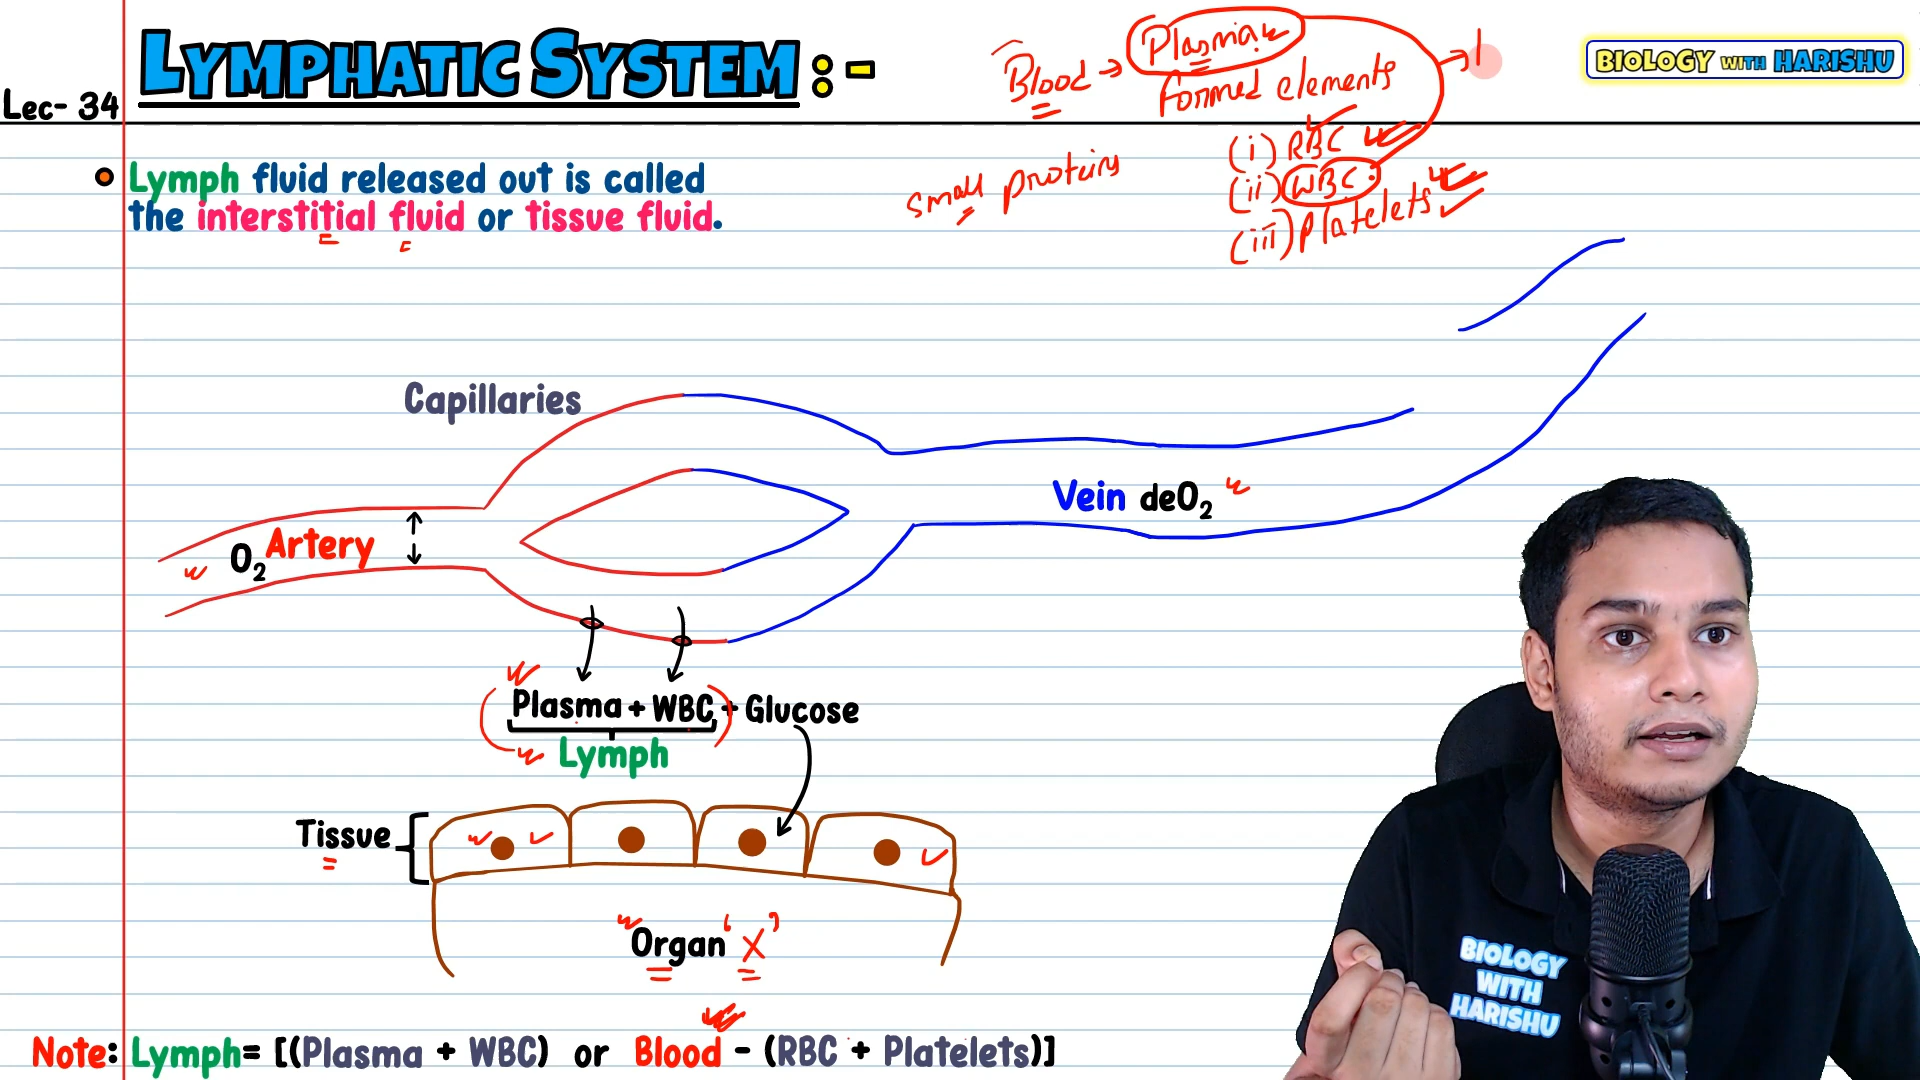 LYMPHATIC SYSTEM :-
Blood → Plasma
formed elements
(i) RBC
(ii) WBC
(iii) Platelets
small proteins
BIOLOGY WITH HARISHU
Lec- 34
Lymph fluid released out is called
the interstitial fluid or tissue fluid.
Capillaries
O₂ Artery
Vein deO₂
Plasma + WBC + Glucose
Lymph
Tissue
Organ 'X'
BIOLOGY
WITH
HARISHU
Note: Lymph= [(Plasma + WBC) or Blood - (RBC + Platelets)]